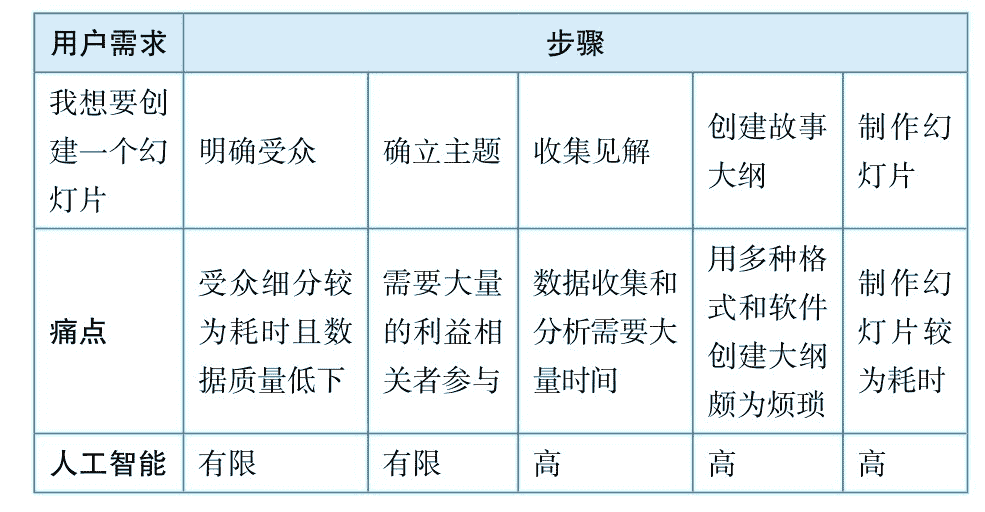 用户需求
步骤
我想要创
建一个幻
灯片
明确受众
确立主题
收集见解
创建故事
大纲
制作幻
灯片
痛点
受众细分较
为耗时且数
据质量低下
需要大量
的利益相
关者参与
数据收集和
分析需要大
量时间
用多种格
式和软件
创建大纲
颇为烦琐
制作幻
灯片较
为耗时
人工智能
有限
有限
高
高
高